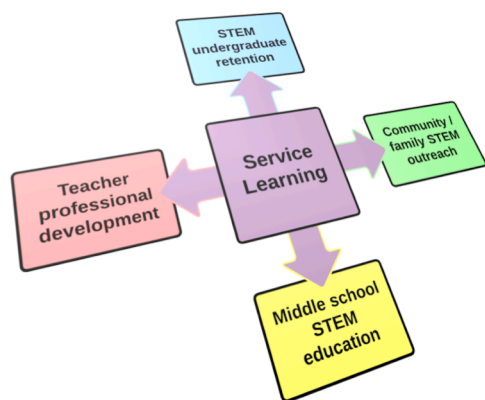 STEM
undergraduate
retention
Community /
family STEM
outreach
Service
Learning
Teacher
professional
development
Middle school
STEM
education